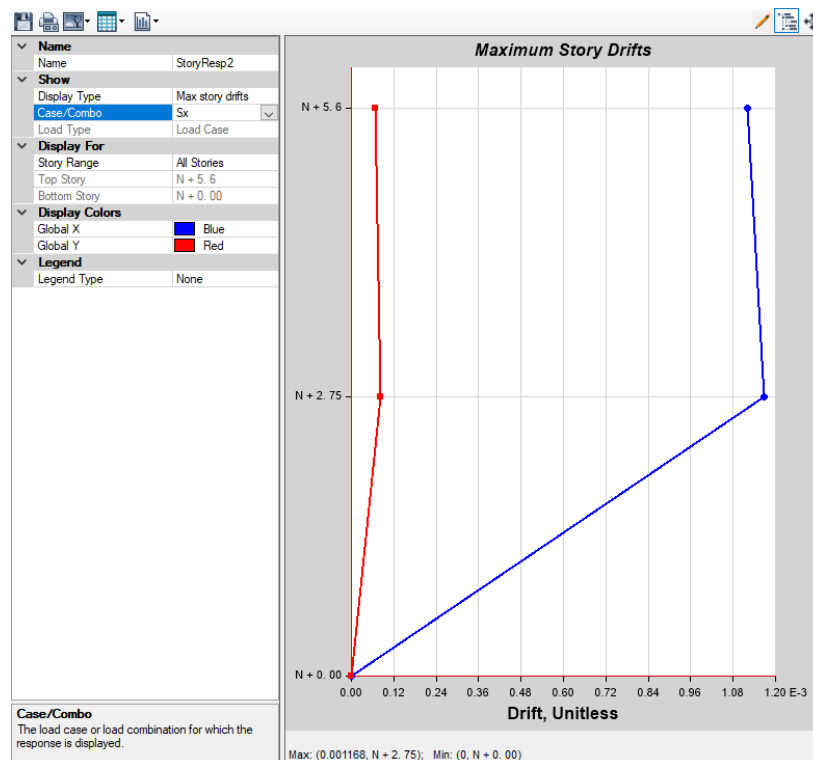 Name
Name StoryResp2
Show
Display Type Max story drifts
Case/Combo Sx
Load Type Load Case
Display For
Story Range All Stories
Top Story N + 5. 6
Bottom Story N + 0. 00
Display Colors
Global X Blue
Global Y Red
Legend
Legend Type None
Case/Combo
The load case or load combination for which the
response is displayed.
Maximum Story Drifts
N + 5. 6
N + 2. 75
N + 0. 00
0.00 0.12 0.24 0.36 0.48 0.60 0.72 0.84 0.96 1.08 1.20 E-3
Drift, Unitless
Max: (0.001168, N + 2. 75); Min: (0, N + 0. 00)